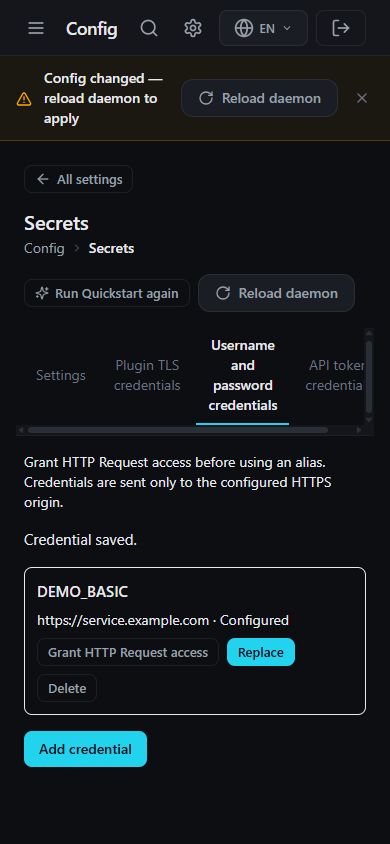 Config
EN
Config changed —
reload daemon to
apply
Reload daemon
All settings
Secrets
Config > Secrets
Run Quickstart again
Reload daemon
Settings
Plugin TLS
credentials
Username
and
password
credentials
API token
credentia
Grant HTTP Request access before using an alias.
Credentials are sent only to the configured HTTPS
origin.
Credential saved.
DEMO_BASIC
https://service.example.com · Configured
Grant HTTP Request access
Replace
Delete
Add credential